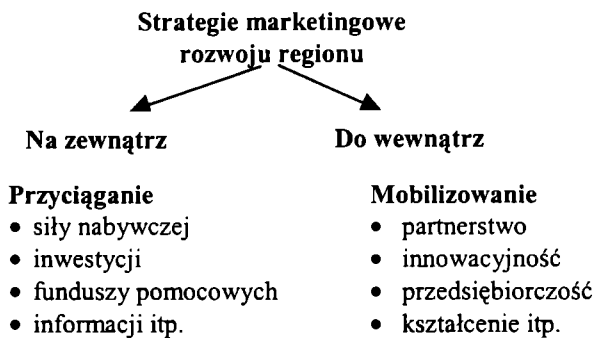 Strategie marketingowe
rozwoju regionu
Na zewnątrz
Do wewnątrz
Przyciąganie
• siły nabywczej
• inwestycji
• funduszy pomocowych
• informacji itp.
Mobilizowanie
• partnerstwo
• innowacyjność
• przedsiębiorczość
• kształcenie itp.